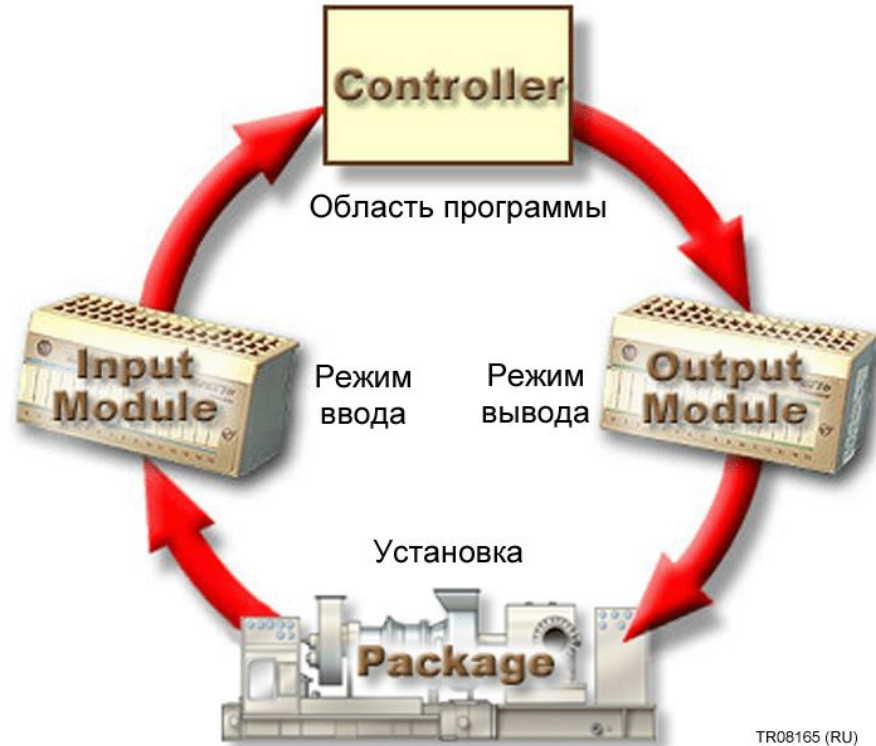 Controller
Область программы
Input
Module
Режим
ввода
Режим
вывода
Output
Module
Установка
Package
TR08165 (RU)